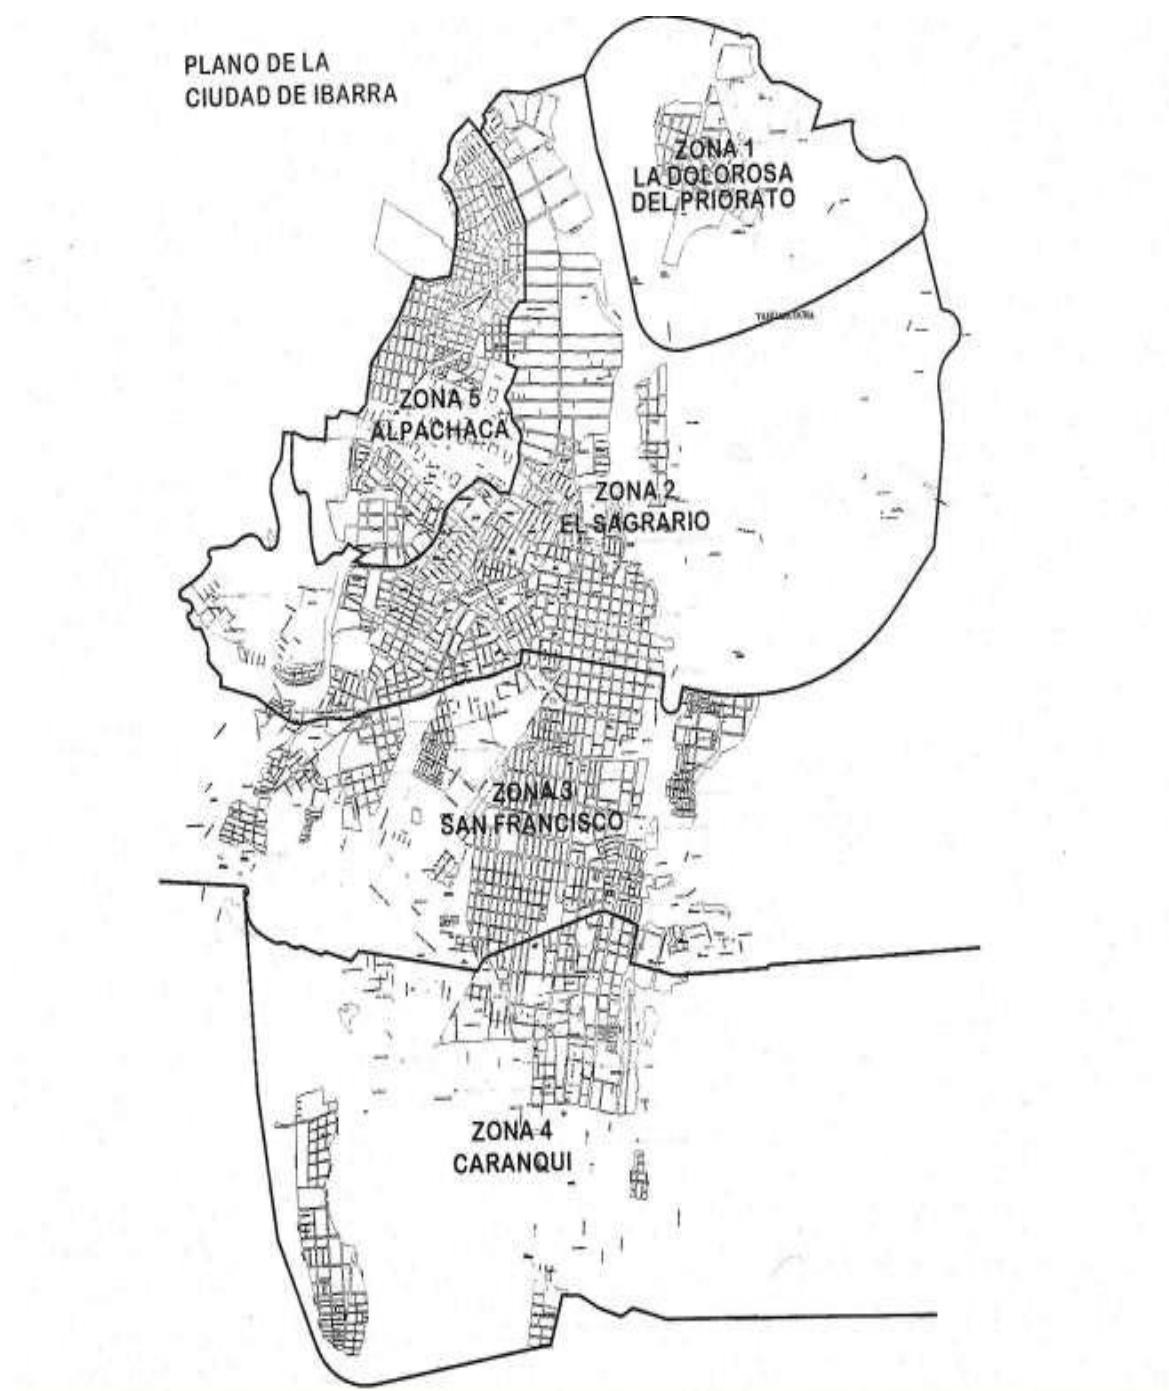 PLANO DE LA
CIUDAD DE IBARRA
ZONA 1
LA DOLOROSA
DEL PRIORATO
ZONA 5
ALPACHACA
ZONA 2
EL SAGRARIO
ZONA 3
SAN FRANCISCO
ZONA 4
CARANQUI